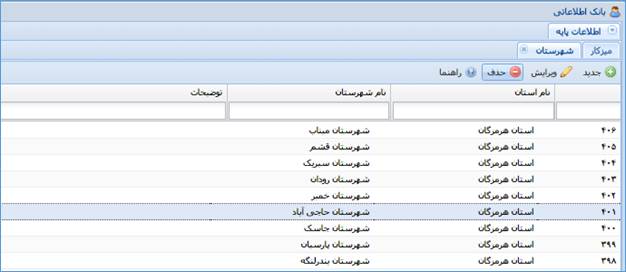 بانک اطلاعاتی
اطلاعات پایه
میزکار شهرستان
جدید ویرایش حذف راهنما
نام استان نام شهرستان توضیحات
۴۰۶ استان هرمزگان شهرستان میناب
۴۰۵ استان هرمزگان شهرستان قشم
۴۰۴ استان هرمزگان شهرستان سیریک
۴۰۳ استان هرمزگان شهرستان رودان
۴۰۲ استان هرمزگان شهرستان خمیر
۴۰۱ استان هرمزگان شهرستان حاجی آباد
۴۰۰ استان هرمزگان شهرستان جاسک
۳۹۹ استان هرمزگان شهرستان پارسیان
۳۹۸ استان هرمزگان شهرستان بندرلنگه